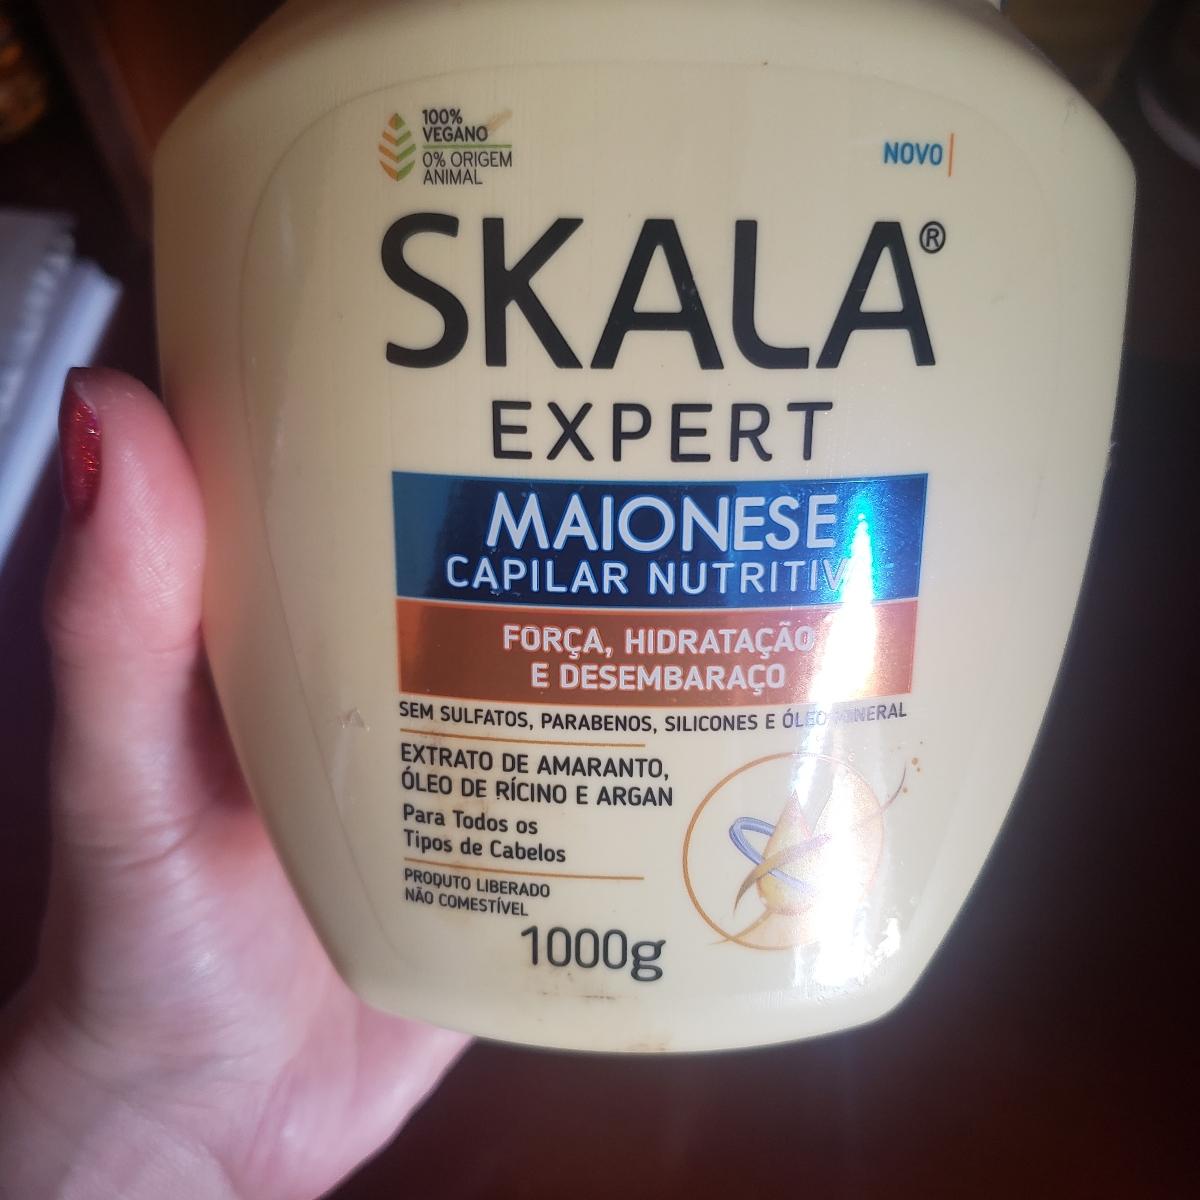 100%
VEGANO
0% ORIGEM
ANIMAL
NOVO
SKALA®
EXPERT
MAIONESE
CAPILAR NUTRITIV
FORÇA, HIDRATAÇÃO
E DESEMBARAÇO
SEM SULFATOS, PARABENOS, SILICONES E ÓLEO MINERAL
EXTRATO DE AMARANTO,
ÓLEO DE RÍCINO E ARGAN
Para Todos os
Tipos de Cabelos
PRODUTO LIBERADO
NÃO COMESTÍVEL
1000g